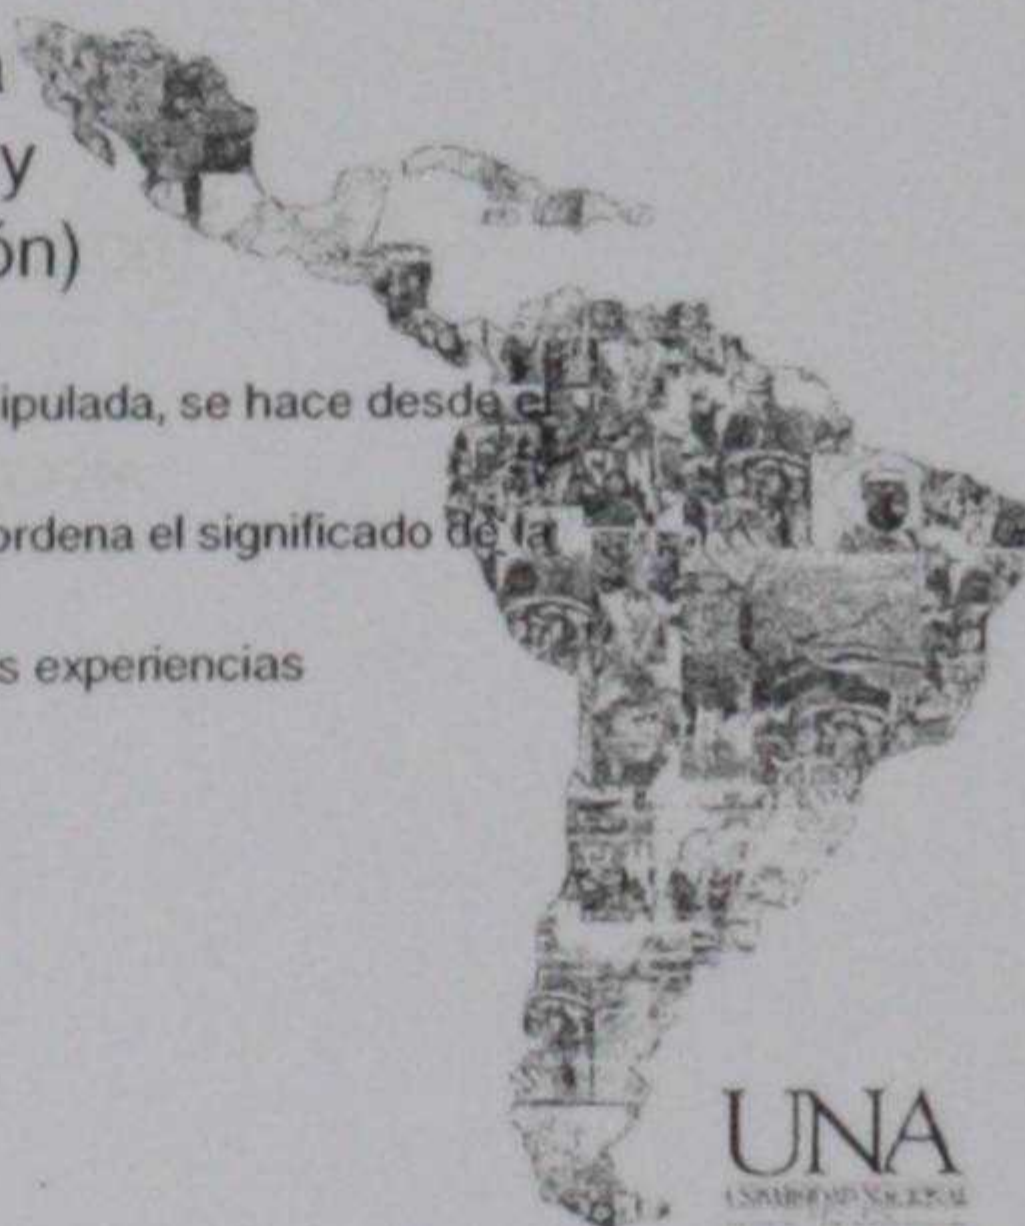 y
ón)
ipulada, se hace desde el
ordena el significado de la
s experiencias
UNA